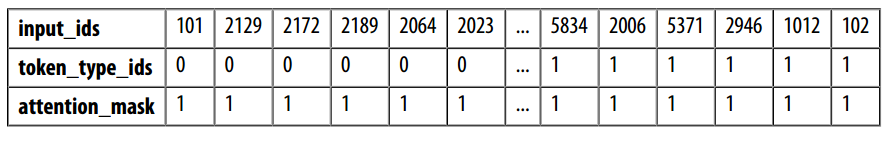 input_ids 101 2129 2172 2189 2064 2023 ... 5834 2006 5371 2946 1012 102
token_type_ids 0 0 0 0 0 0 ... 1 1 1 1 1 1
attention_mask 1 1 1 1 1 1 ... 1 1 1 1 1 1